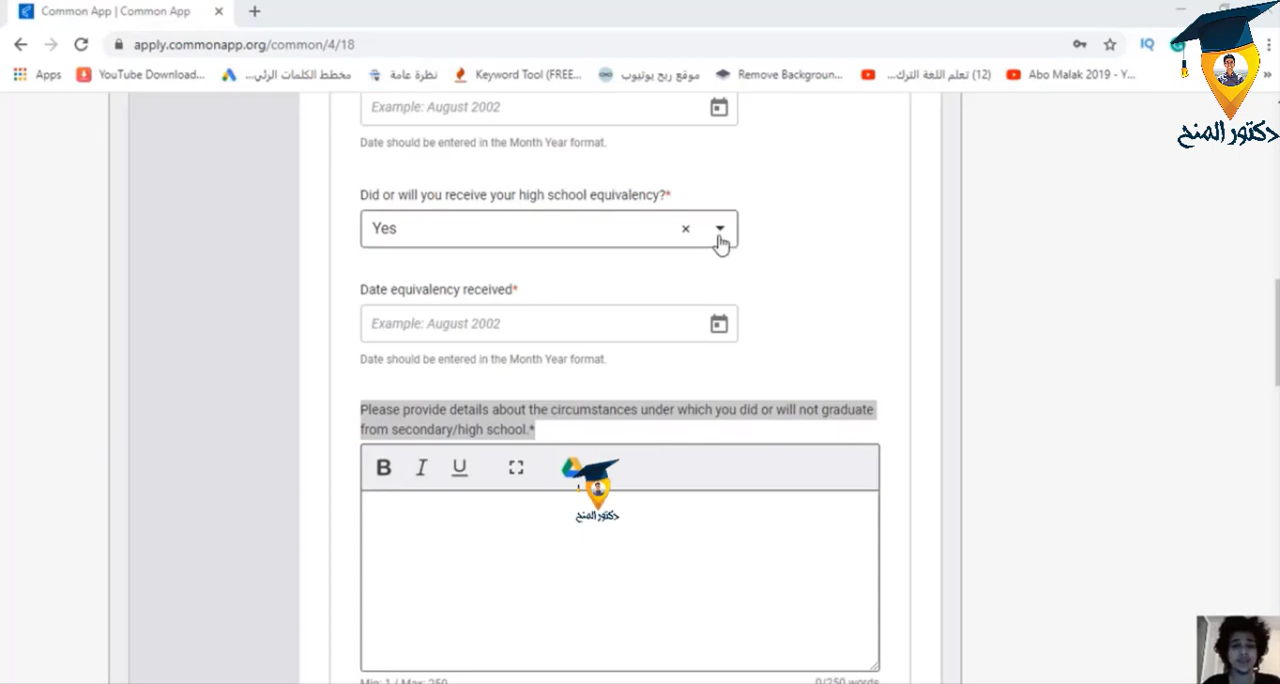 Common App | Common App
apply.commonapp.org/common/4/18
IQ
Apps
YouTube Download...
مخطط الكلمات الرئي...
نظرة عامة
Keyword Tool (FREE...
موقع ربح يوتيوب
Remove Backgroun...
(12) تعلم اللغة الترك...
Abo Malak 2019 - Y...
دكتور المنح
Example: August 2002
Date should be entered in the Month Year format.
Did or will you receive your high school equivalency?*
Yes
Date equivalency received*
Example: August 2002
Date should be entered in the Month Year format.
Please provide details about the circumstances under which you did or will not graduate
from secondary/high school.*
B I U
دكتور المنح
Min: 1 / Max: 250
0/250 words